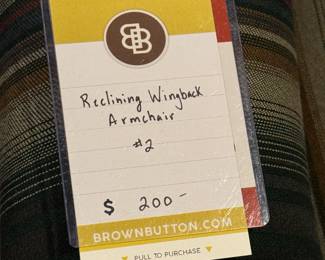 BB
Reclining Wingback
Armchair
#2
$ 200-
BROWNBUTTON.COM
PULL TO PURCHASE